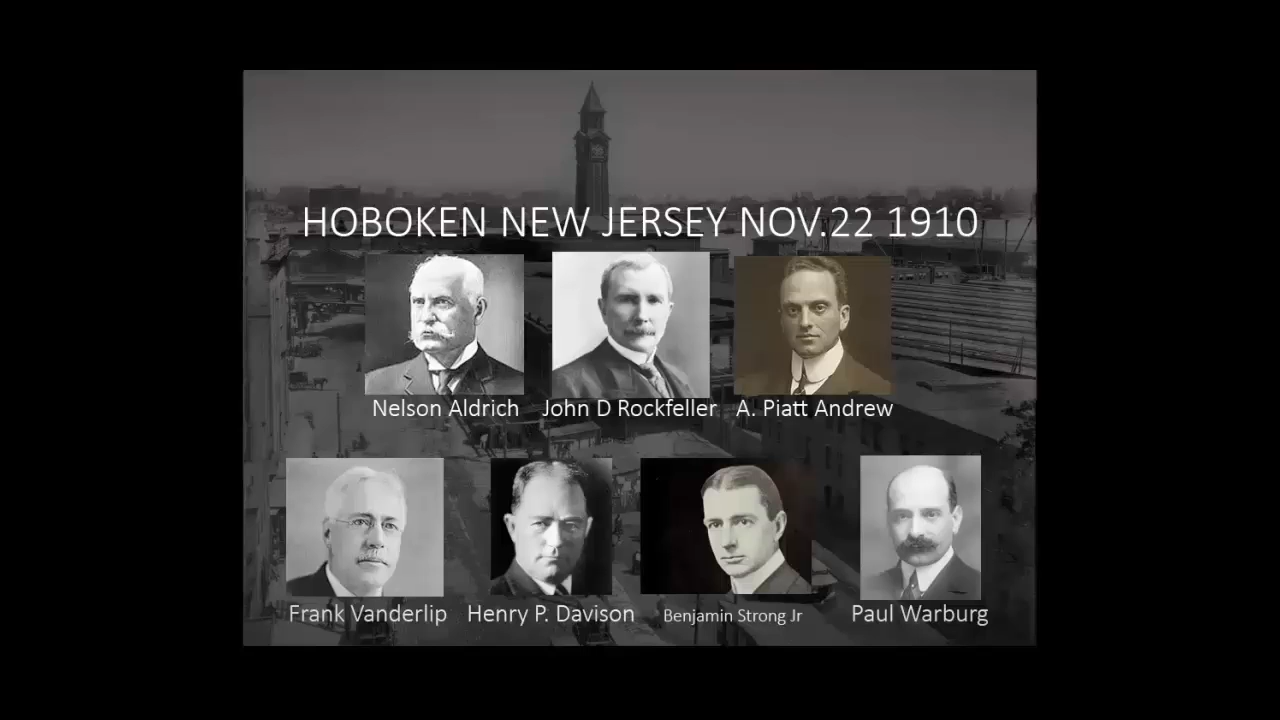 HOBOKEN NEW JERSEY NOV.22 1910
Nelson Aldrich John D Rockfeller A. Piatt Andrew
Frank Vanderlip Henry P. Davison Benjamin Strong Jr Paul Warburg